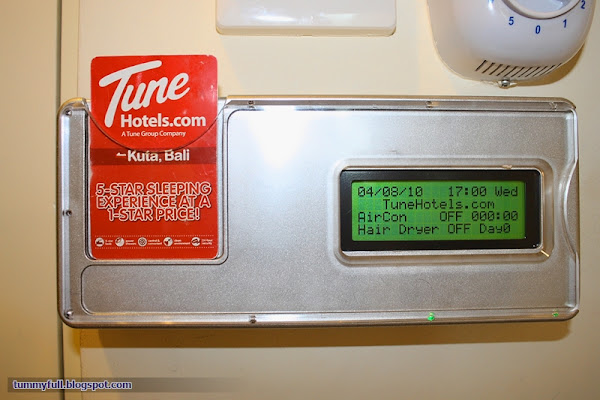 5 0 1 2
Tune
Hotels.com
A Tune Group Company
Kuta, Bali
5-STAR SLEEPING
EXPERIENCE AT A
1-STAR PRICE!
04/08/10 17:00 Wed
TuneHotels.com
AirCon OFF 000:00
Hair Dryer OFF Day0
tummyfull.blogspot.com